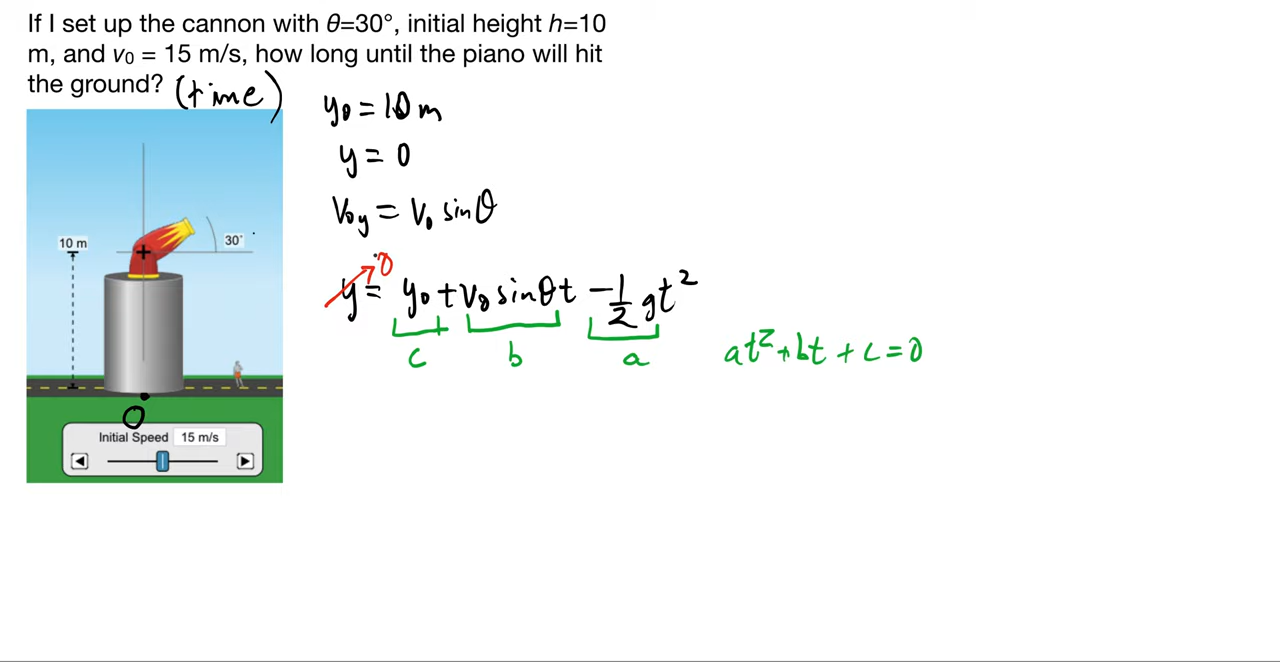 If I set up the cannon with θ=30°, initial height h=10
m, and v₀ = 15 m/s, how long until the piano will hit
the ground? (time)
y₀ = 10 m
y = 0
v₀y = v₀ sinθ
10 m
30°
0
y = y₀ + v₀ sinθt - 1/2 gt²
c b a
at² + bt + c = 0
0
Initial Speed 15 m/s